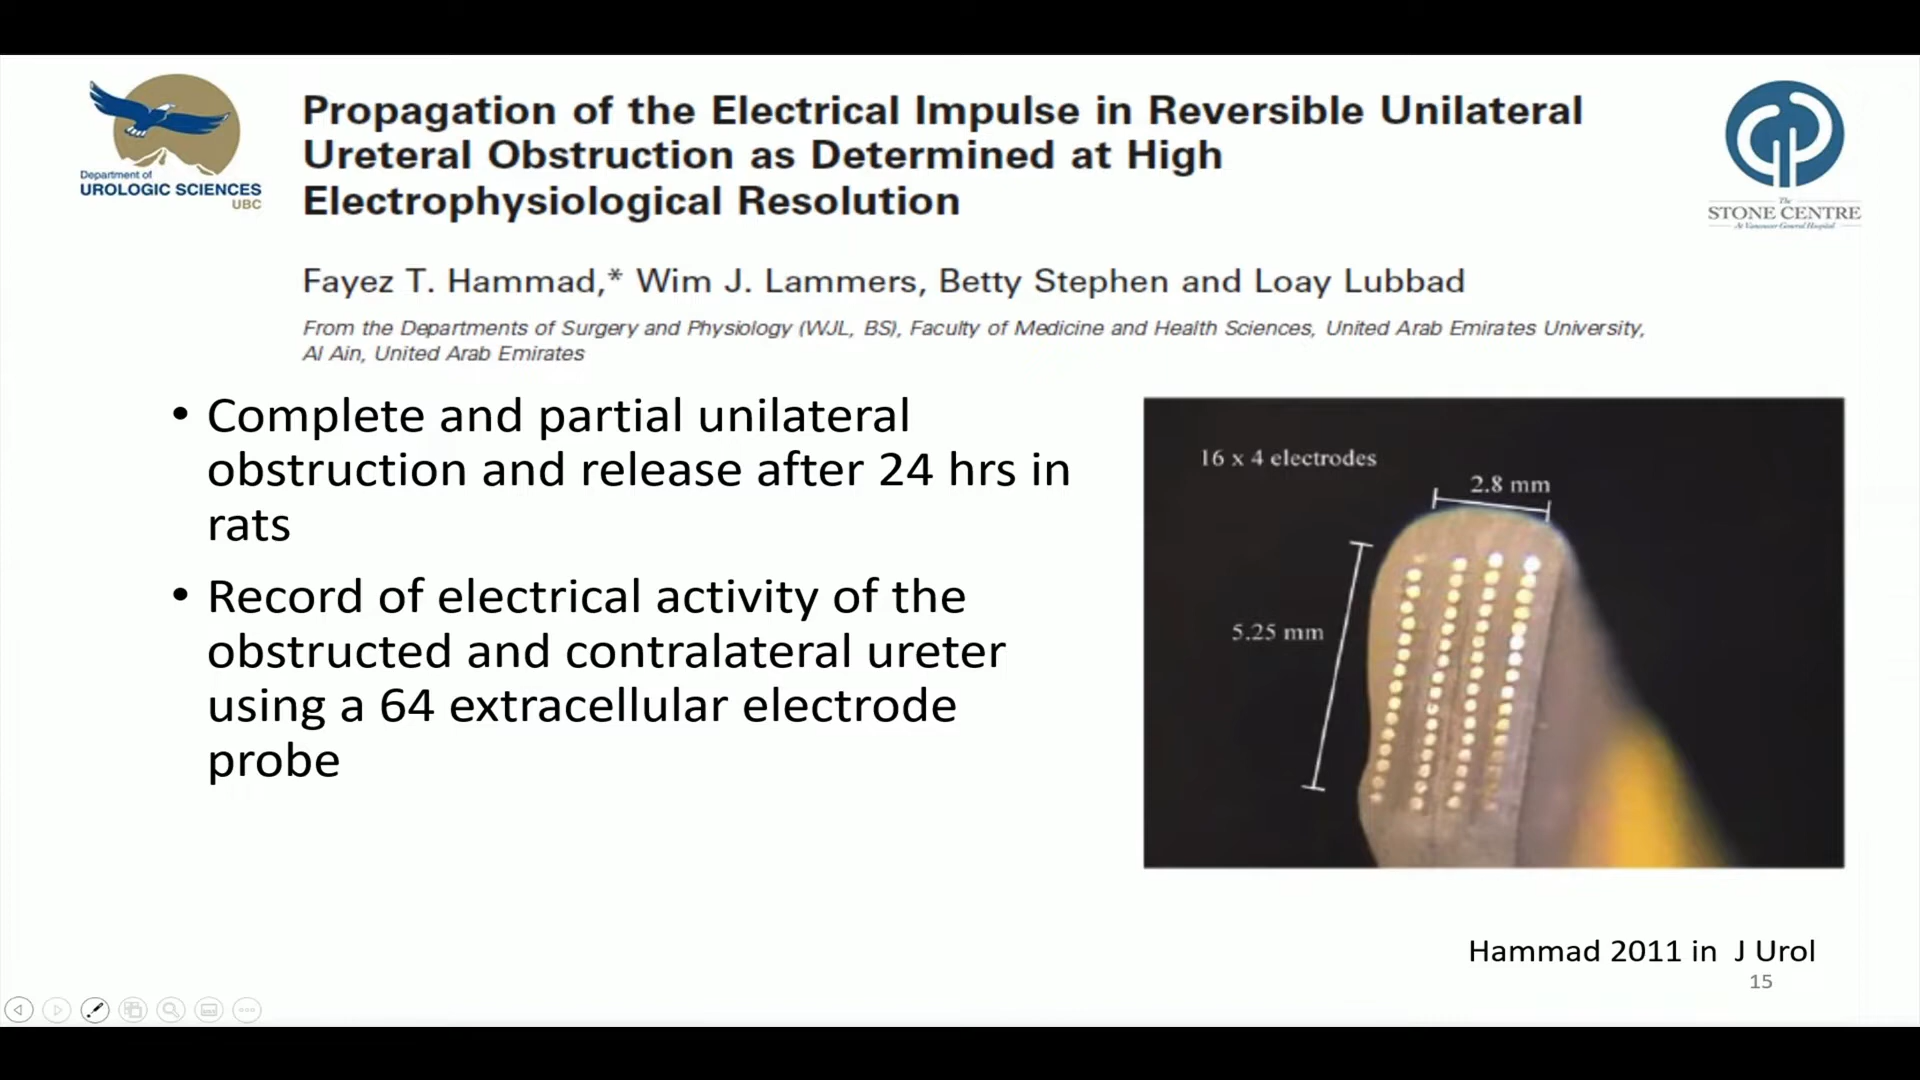 Department of
UROLOGIC SCIENCES
UBC
Propagation of the Electrical Impulse in Reversible Unilateral
Ureteral Obstruction as Determined at High
Electrophysiological Resolution
The
STONE CENTRE
At Vancouver General Hospital
Fayez T. Hammad,* Wim J. Lammers, Betty Stephen and Loay Lubbad
From the Departments of Surgery and Physiology (WJL, BS), Faculty of Medicine and Health Sciences, United Arab Emirates University,
Al Ain, United Arab Emirates
• Complete and partial unilateral
obstruction and release after 24 hrs in
rats
• Record of electrical activity of the
obstructed and contralateral ureter
using a 64 extracellular electrode
probe
16 x 4 electrodes
2.8 mm
5.25 mm
Hammad 2011 in J Urol
15